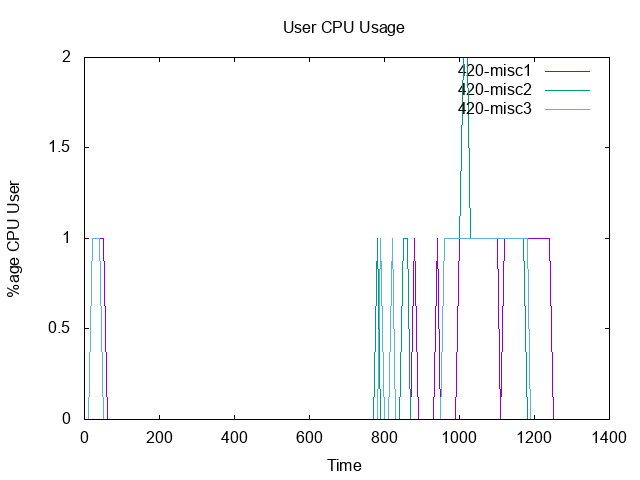 User CPU Usage
420-misc1
420-misc2
420-misc3
2
1.5
1
0.5
0
%age CPU User
0 200 400 600 800 1000 1200 1400
Time